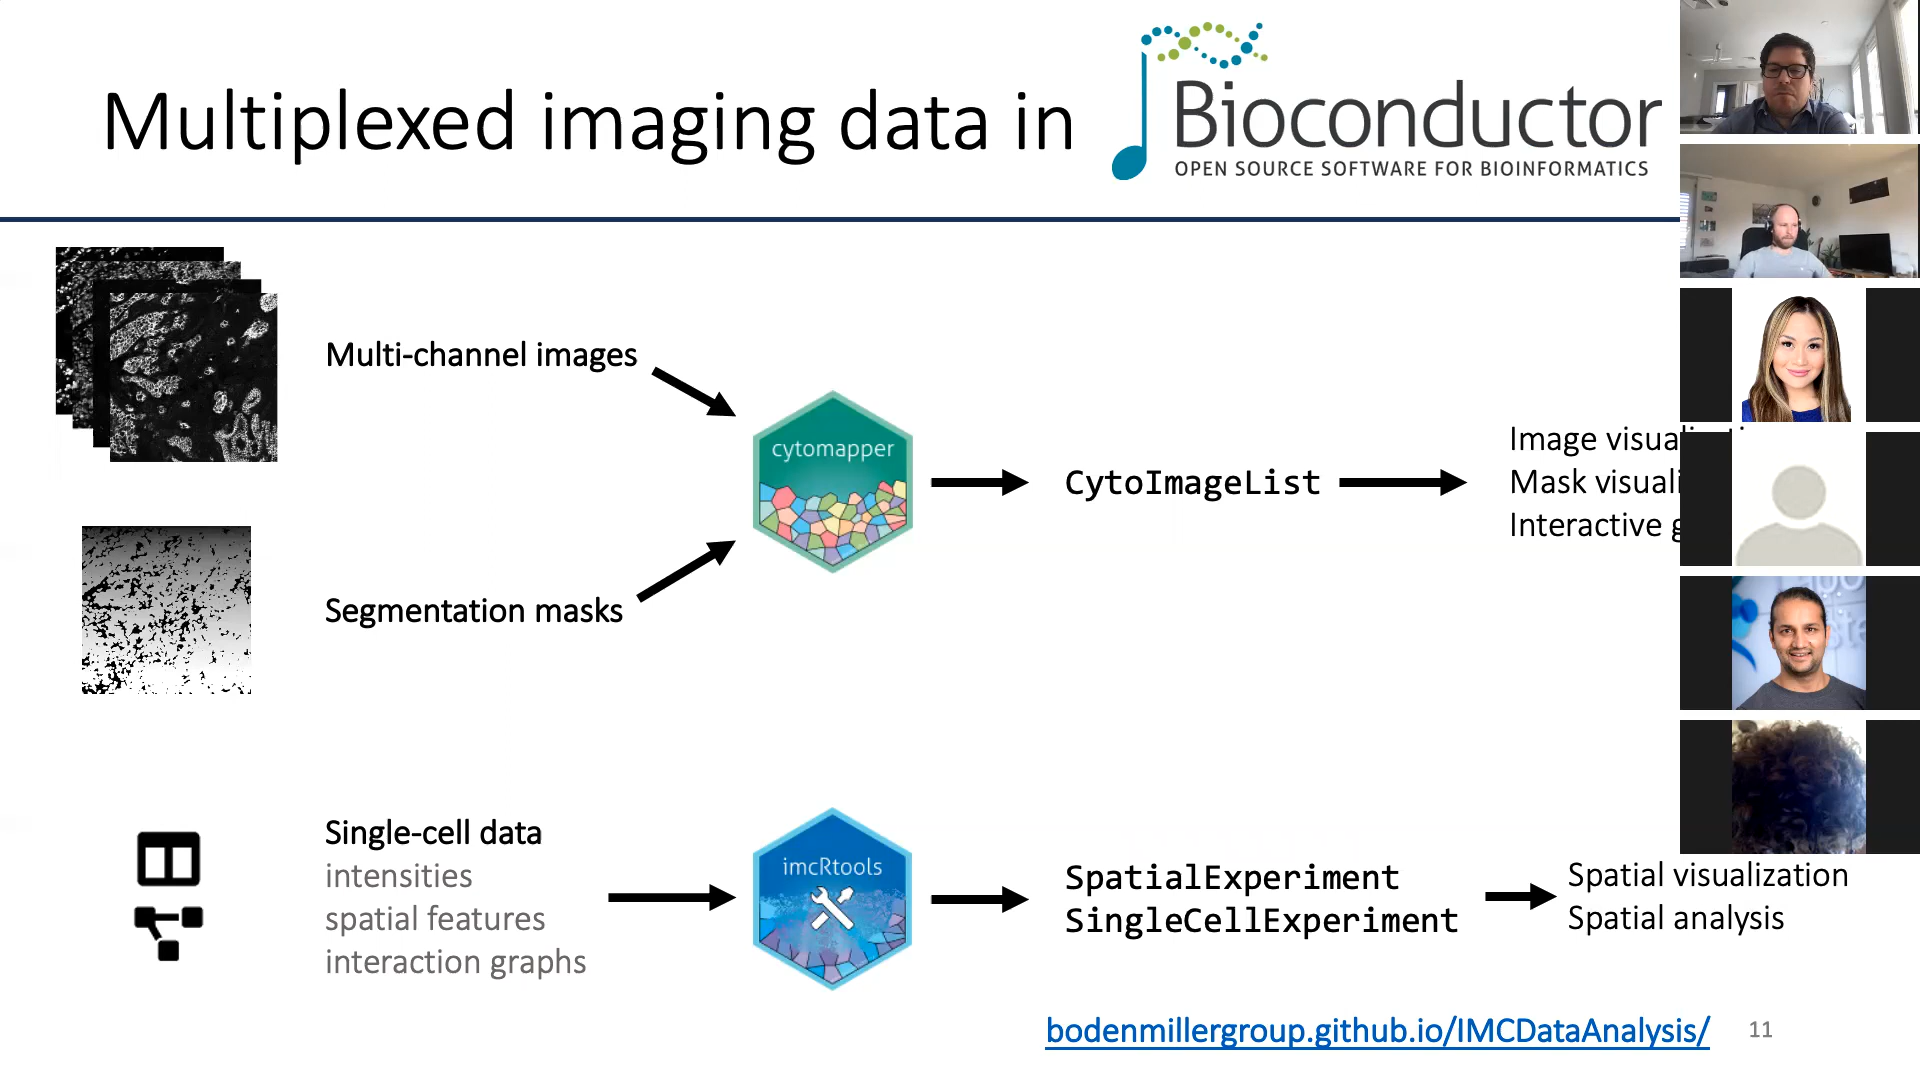 Multiplexed imaging data in
Bioconductor
OPEN SOURCE SOFTWARE FOR BIOINFORMATICS
Multi-channel images
Segmentation masks
cytomapper
CytoImageList
Image
Mask
Interactive
Single-cell data
intensities
spatial features
interaction graphs
imcRtools
SpatialExperiment
SingleCellExperiment
Spatial visualization
Spatial analysis
bodenmillergroup.github.io/IMCDataAnalysis/
11